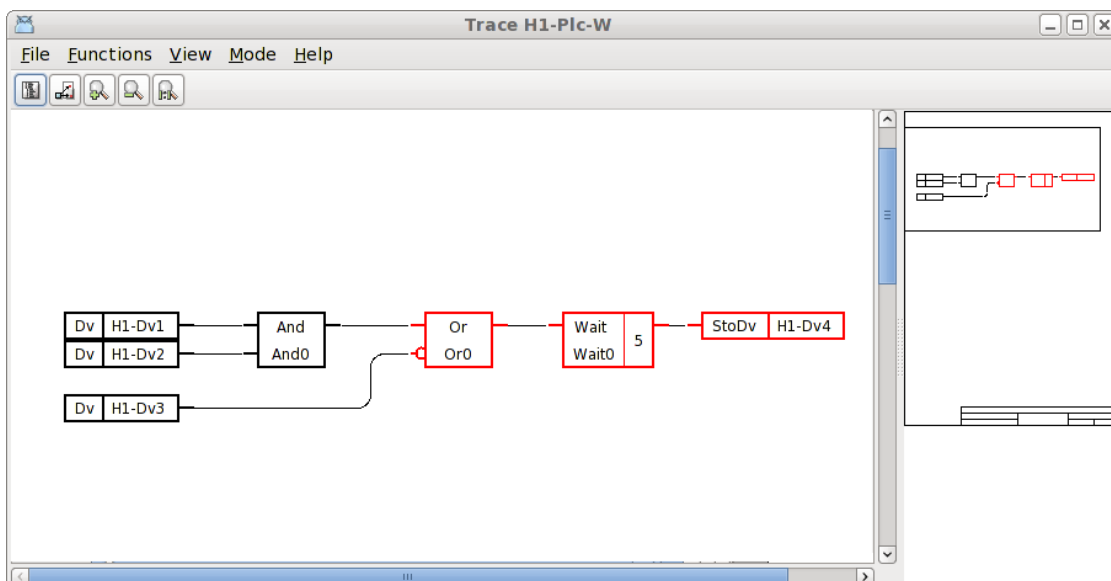 Trace H1-Plc-W
File Functions View Mode Help
Dv H1-Dv1
Dv H1-Dv2
And
And0
Or
Or0
Wait
Wait0
5
StoDv H1-Dv4
Dv H1-Dv3